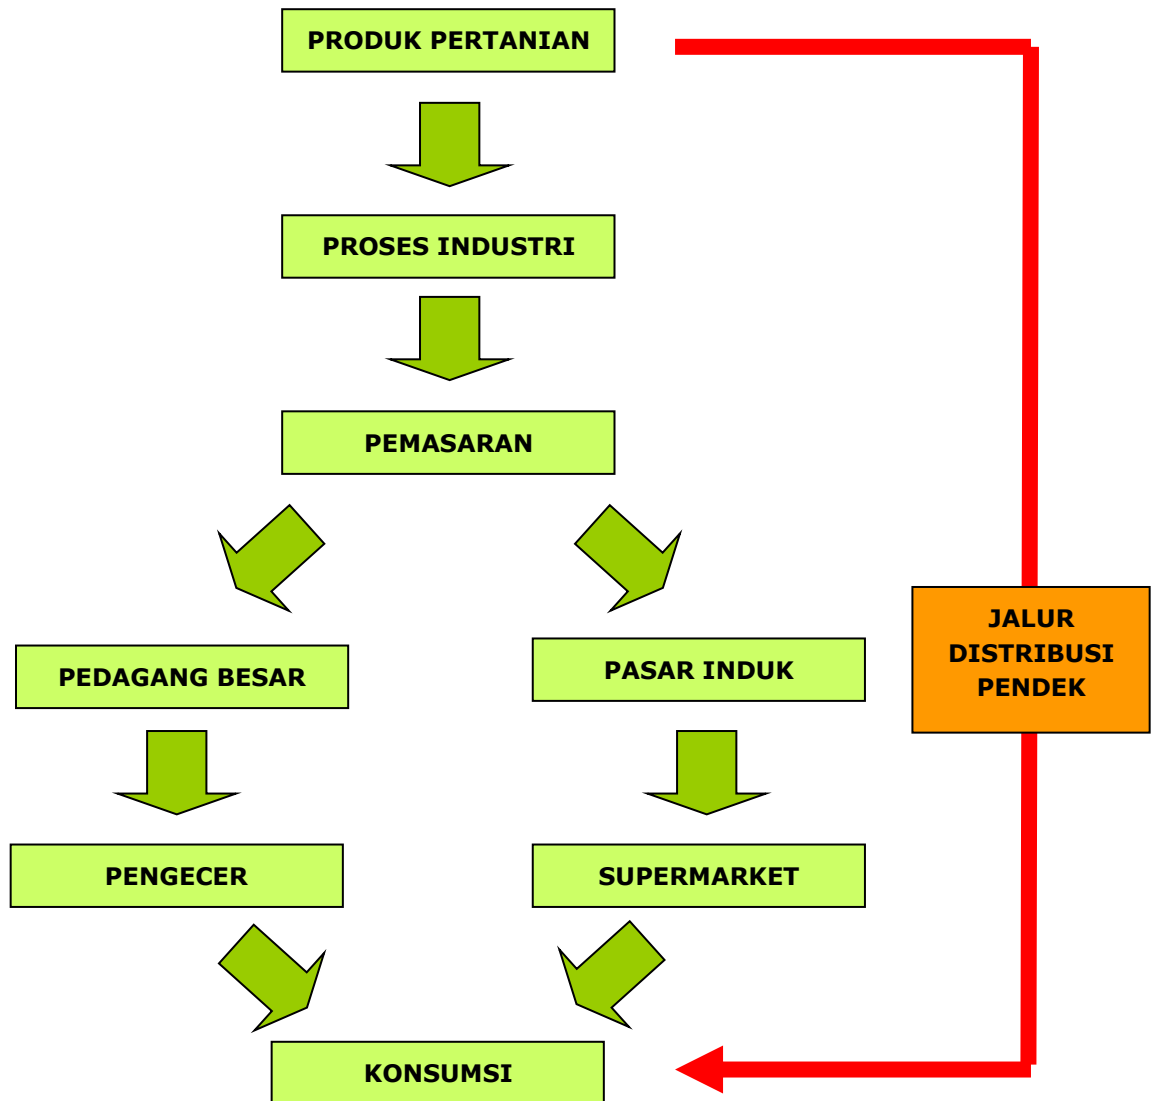 PRODUK PERTANIAN
PROSES INDUSTRI
PEMASARAN
PEDAGANG BESAR
PASAR INDUK
JALUR
DISTRIBUSI
PENDEK
PENGECER
SUPERMARKET
KONSUMSI